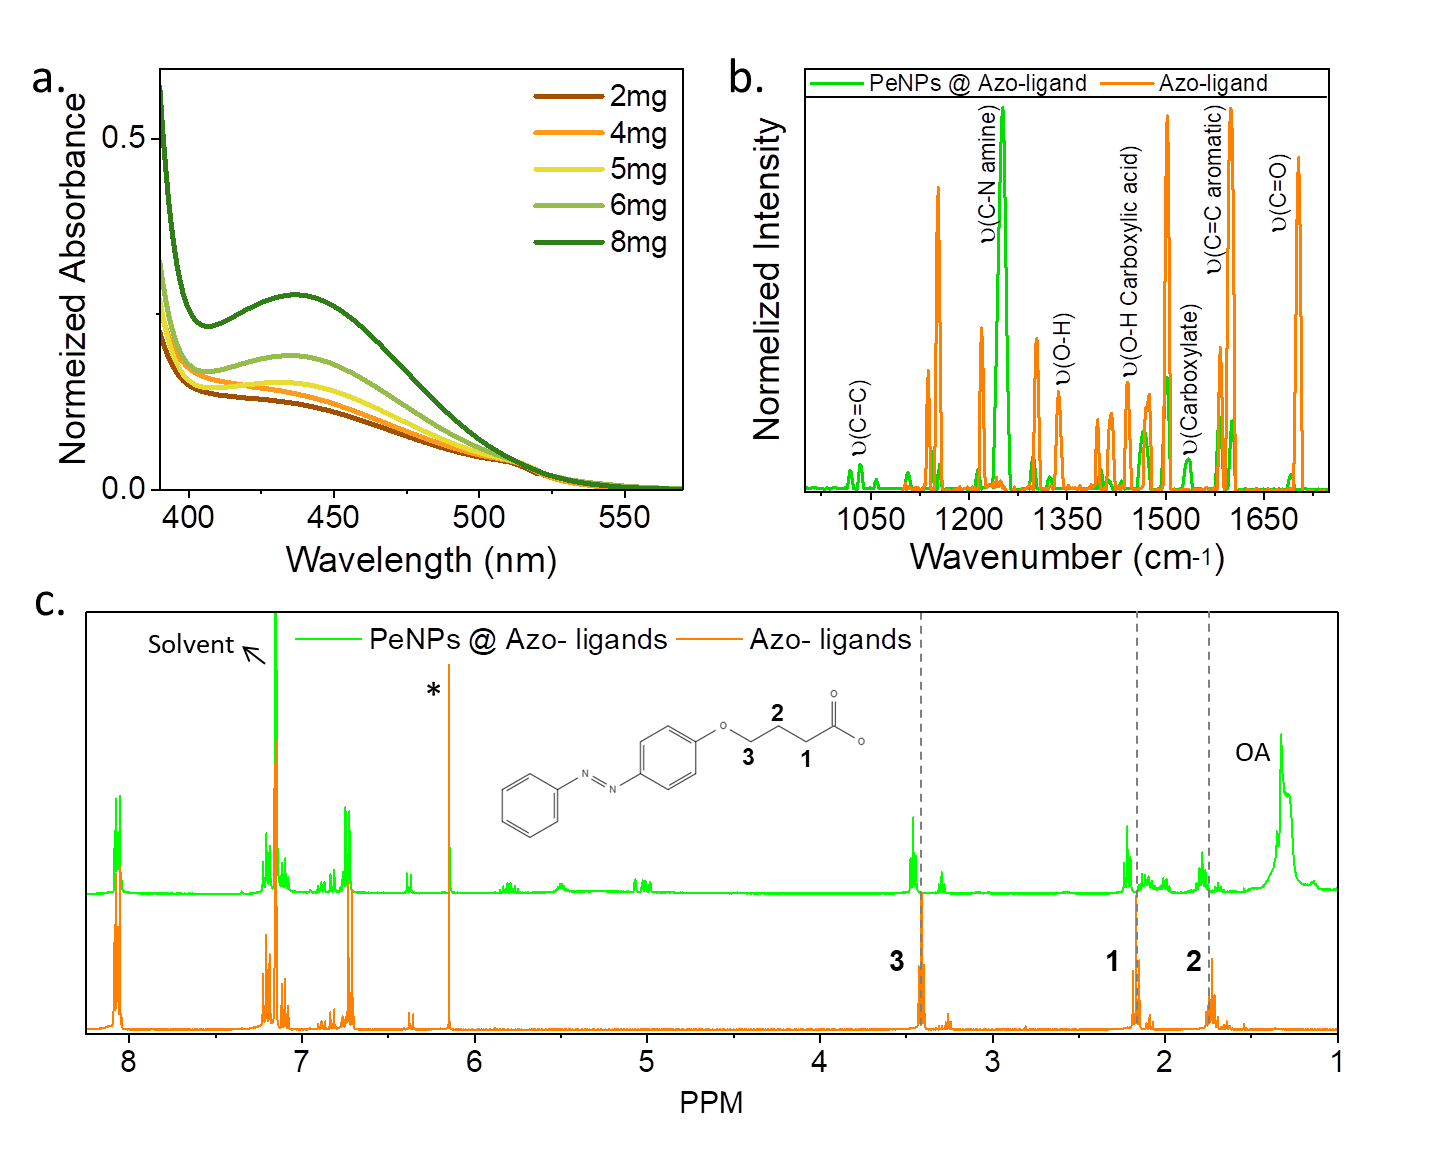 a.
Normeized Absorbance
0.5
0.0
2mg
4mg
5mg
6mg
8mg
400 450 500 550
Wavelength (nm)
b.
Normelized Intensity
PeNPs @ Azo-ligand Azo-ligand
υ(C=C)
υ(C-N amine)
υ(O-H)
υ(O-H Carboxylic acid)
υ(Carboxylate)
υ(C=C aromatic)
υ(C=O)
1050 1200 1350 1500 1650
Wavenumber (cm-1)
c.
Solvent
PeNPs @ Azo- ligands Azo- ligands
*
O
2
O
O
3 1
N
N
OA
3 1 2
8 7 6 5 4 3 2 1
PPM